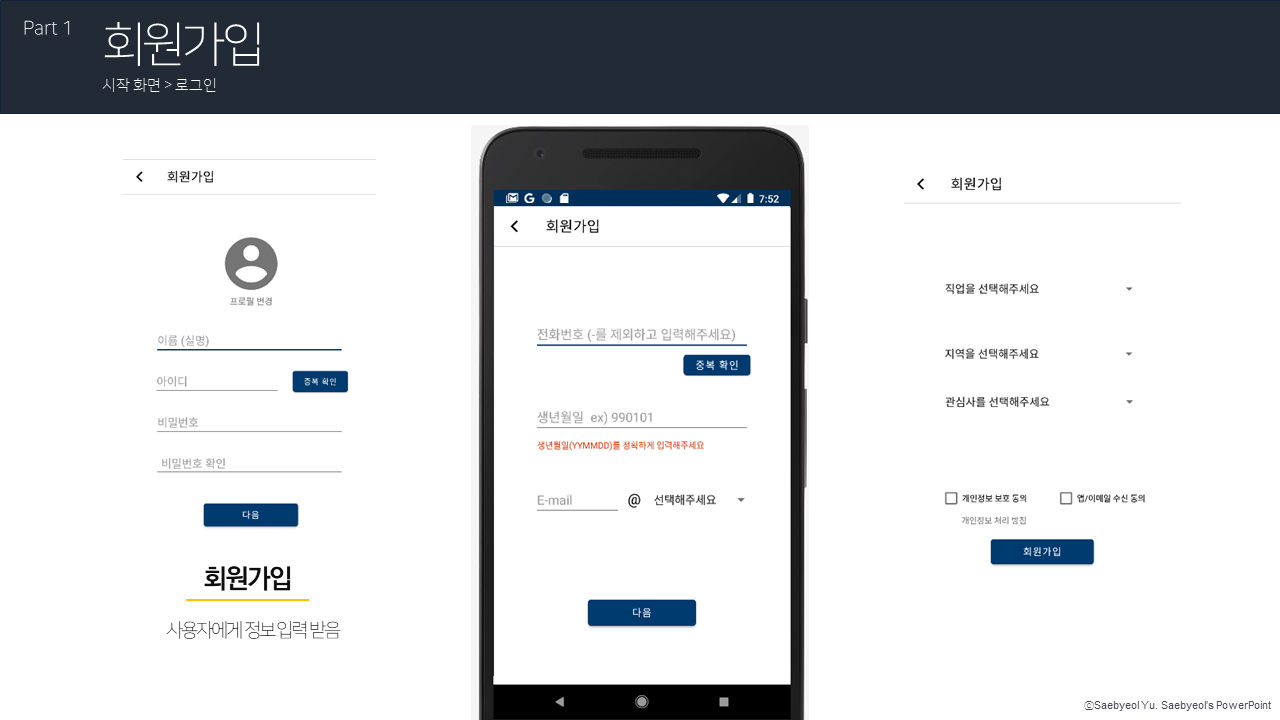 Part 1
회원가입
시작 화면 > 로그인
회원가입
프로필 변경
이름 (실명)
아이디
중복 확인
비밀번호
비밀번호 확인
다음
회원가입
사용자에게 정보 입력 받음
7:52
회원가입
전화번호 (-를 제외하고 입력해주세요)
중복 확인
생년월일 ex) 990101
생년월일(YYMMDD)를 정확하게 입력해주세요
E-mail @ 선택해주세요
다음
회원가입
직업을 선택해주세요
지역을 선택해주세요
관심사를 선택해주세요
개인정보 보호 동의
앱/이메일 수신 동의
개인정보 처리 방침
회원가입
ⓒSaebyeol Yu. Saebyeol's PowerPoint